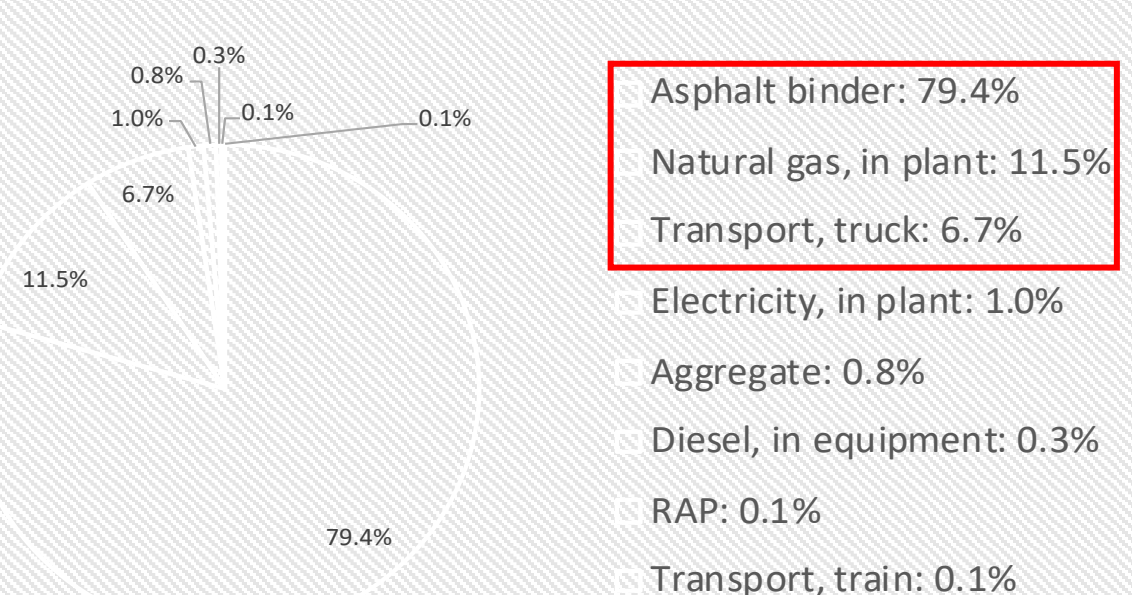 0.3%
0.8%
1.0%
0.1%
0.1%
6.7%
11.5%
79.4%
Asphalt binder: 79.4%
Natural gas, in plant: 11.5%
Transport, truck: 6.7%
Electricity, in plant: 1.0%
Aggregate: 0.8%
Diesel, in equipment: 0.3%
RAP: 0.1%
Transport, train: 0.1%